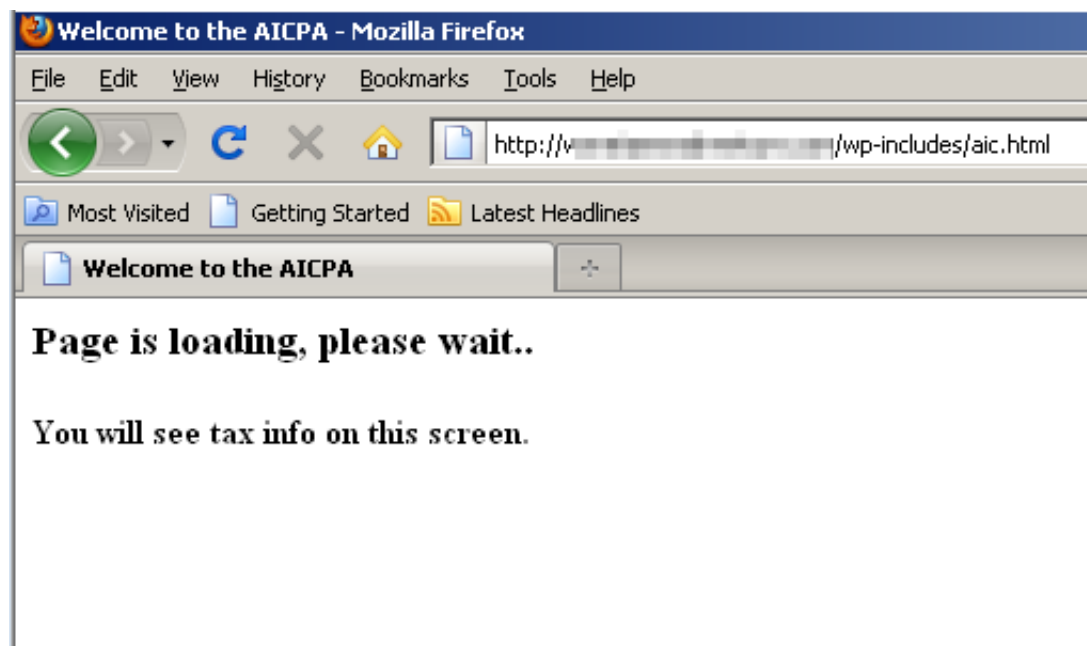 Welcome to the AICPA - Mozilla Firefox
File Edit View History Bookmarks Tools Help
http:// /wp-includes/aic.html
Most Visited Getting Started Latest Headlines
Welcome to the AICPA
Page is loading, please wait..
You will see tax info on this screen.